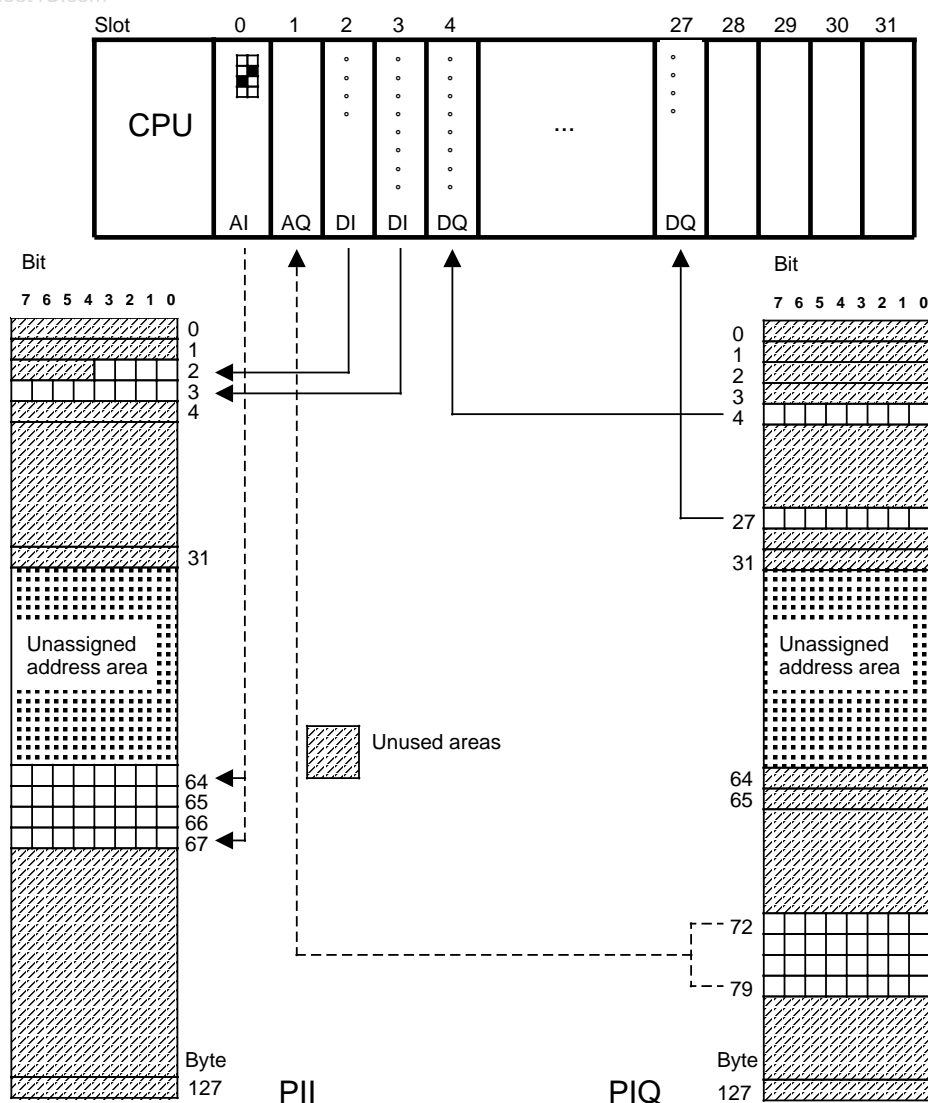 Slot 0 1 2 3 4 27 28 29 30 31
CPU
...
AI AQ DI DI DQ DQ
Bit
Bit
7 6 5 4 3 2 1 0
7 6 5 4 3 2 1 0
0
1
2
3
4
31
Unassigned
address area
64
65
66
67
Byte
127
PII
Unused areas
0
1
2
3
4
27
31
Unassigned
address area
64
65
72
79
Byte
127
PIQ